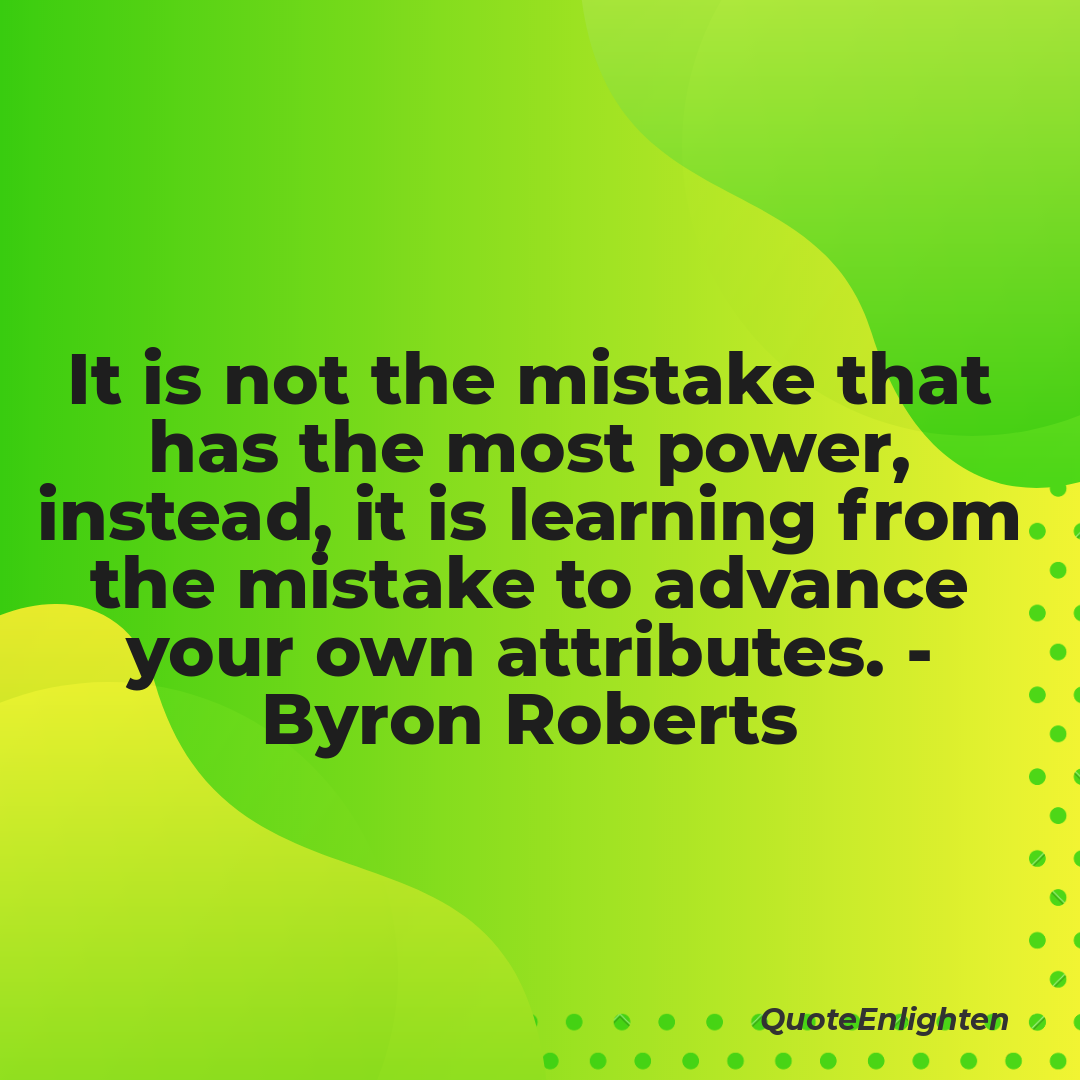 It is not the mistake that
has the most power,
instead, it is learning from
the mistake to advance
your own attributes. -
Byron Roberts
QuoteEnlighten